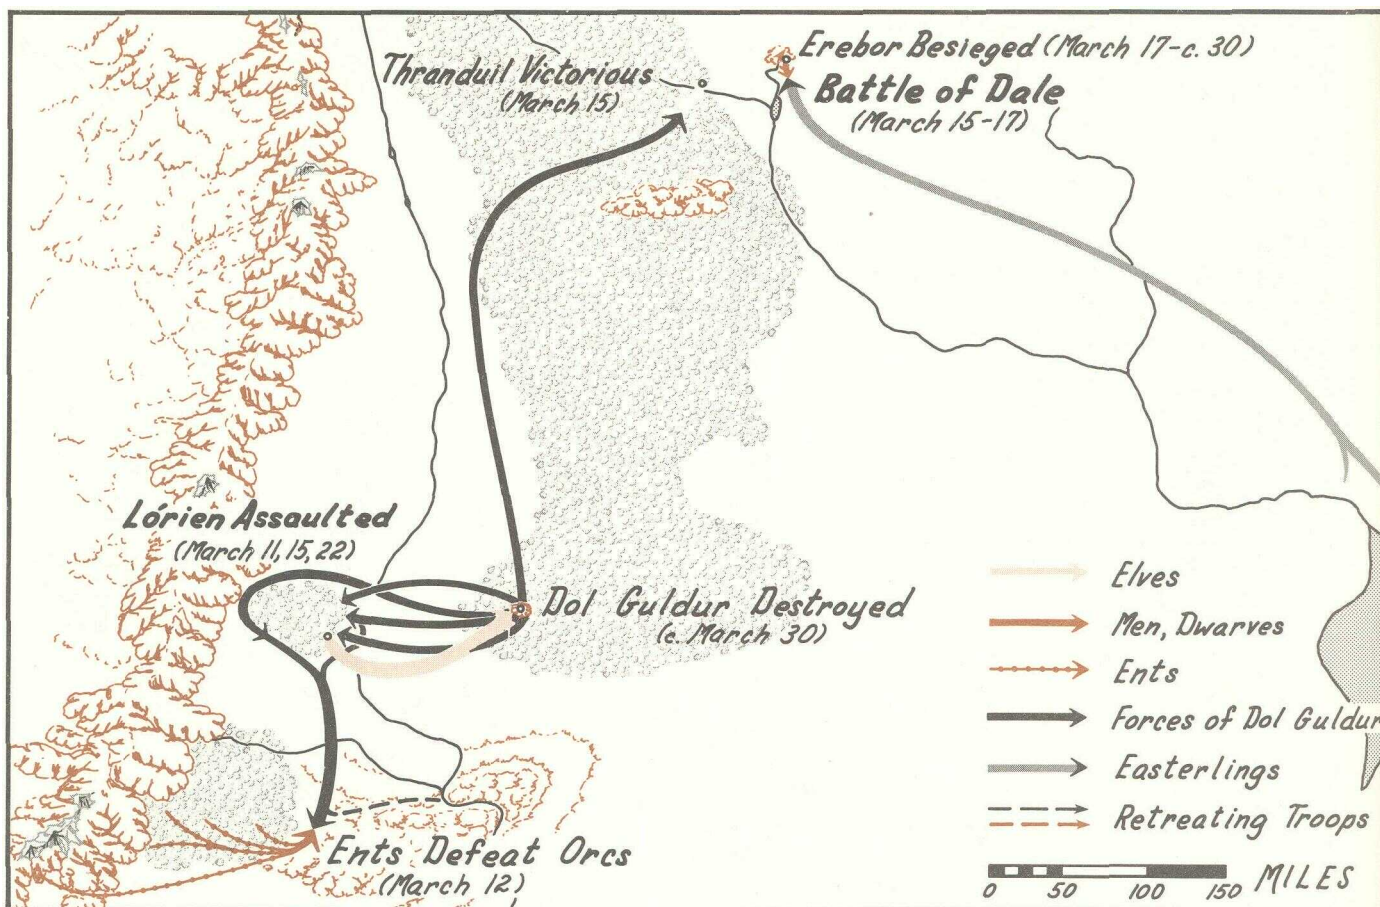 Erebor Besieged (March 17-c. 30)
Thranduil Victorious
(March 15)
Battle of Dale
(March 15-17)
Lórien Assaulted
(March 11, 15, 22)
Dol Guldur Destroyed
(c. March 30)
Ents Defeat Orcs
(March 12)
Elves
Men, Dwarves
Ents
Forces of Dol Guldur
Easterlings
Retreating Troops
0 50 100 150 MILES